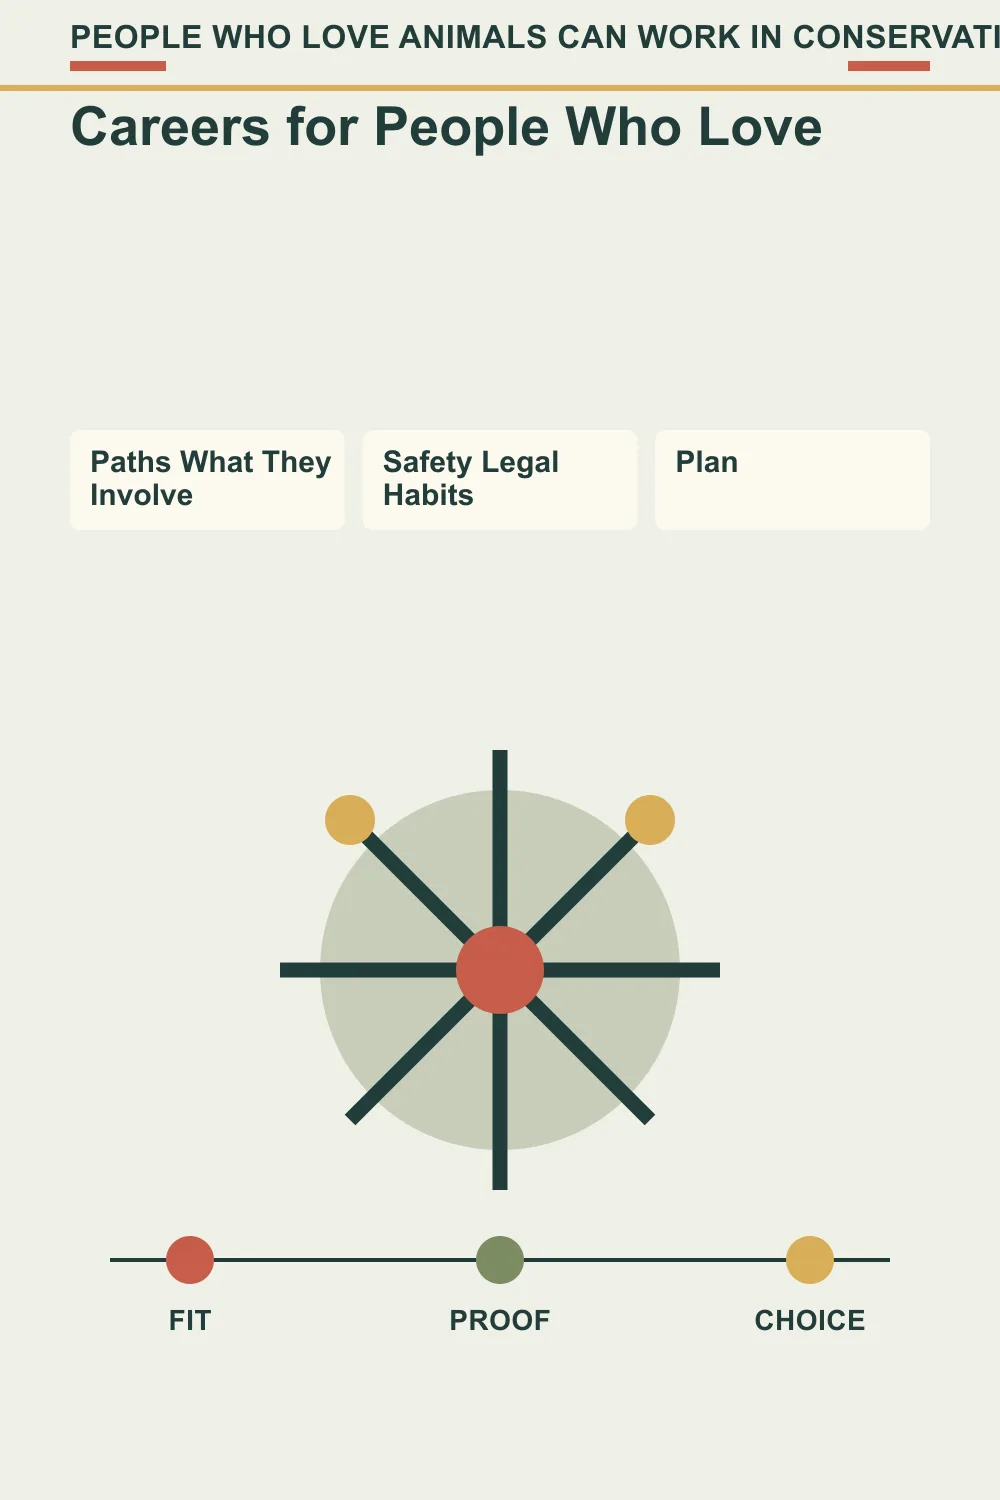 PEOPLE WHO LOVE ANIMALS CAN WORK IN CONSERVATI
Careers for People Who Love
Paths What They
Involve
Safety Legal
Habits
Plan
FIT
PROOF
CHOICE